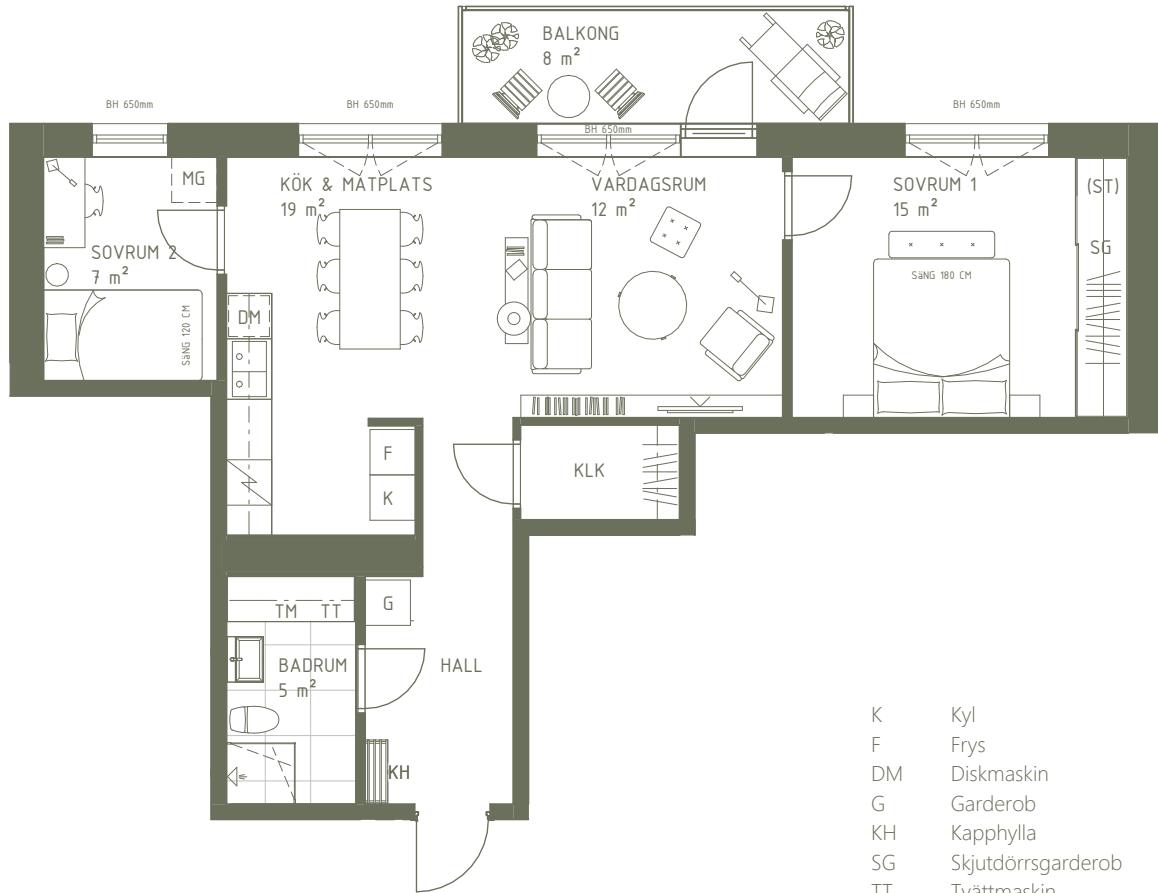 BALKONG
8 m²
BH 650mm
BH 650mm
BH 650mm
BH 650mm
MG
KÖK & MATPLATS
19 m²
VARDAGSRUM
12 m²
SOVRUM 1
15 m²
(ST)
SOVRUM 2
7 m²
SG
SäNG 180 CM
DM
SäNG 120 CM
F
K
KLK
G
TM TT
BADRUM
5 m²
HALL
KH
K Kyl
F Frys
DM Diskmaskin
G Garderob
KH Kapphylla
SG Skjutdörrsgarderob
TT Tvättmaskin